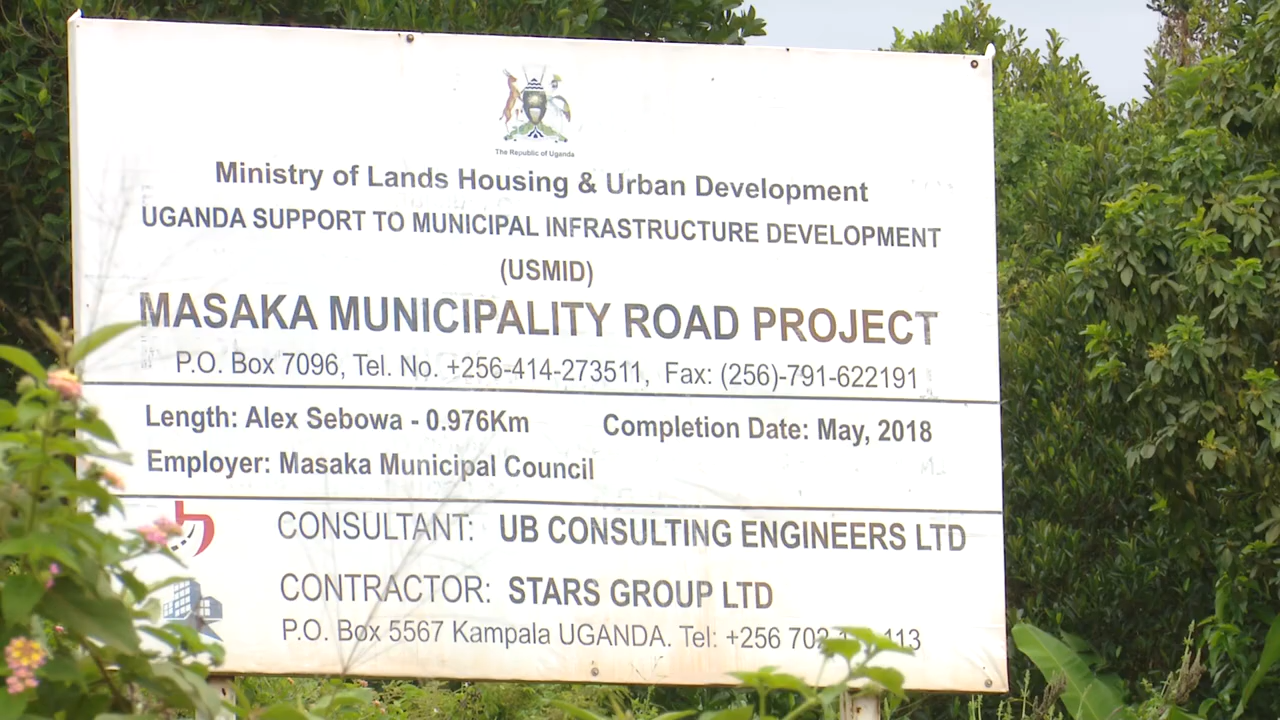 The Republic of Uganda
Ministry of Lands Housing & Urban Development
UGANDA SUPPORT TO MUNICIPAL INFRASTRUCTURE DEVELOPMENT
(USMID)
MASAKA MUNICIPALITY ROAD PROJECT
P.O. Box 7096, Tel. No. +256-414-273511, Fax: (256)-791-622191
Length: Alex Sebowa - 0.976Km Completion Date: May, 2018
Employer: Masaka Municipal Council
CONSULTANT: UB CONSULTING ENGINEERS LTD
CONTRACTOR: STARS GROUP LTD
P.O. Box 5567 Kampala UGANDA. Tel: +256